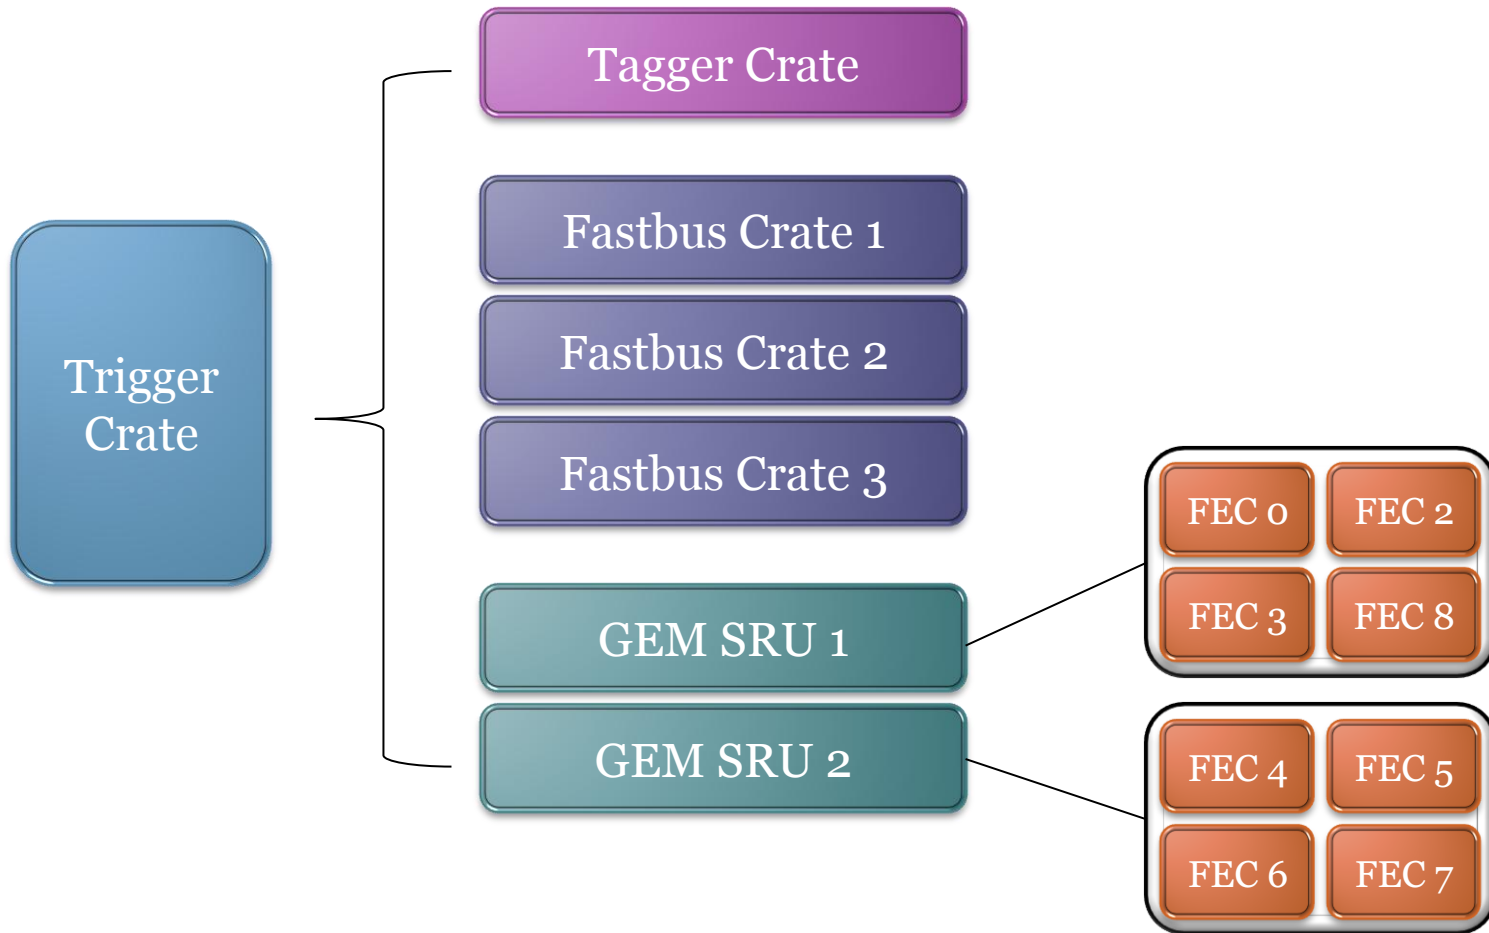 Trigger
Crate
Tagger Crate
Fastbus Crate 1
Fastbus Crate 2
Fastbus Crate 3
GEM SRU 1
GEM SRU 2
FEC 0
FEC 2
FEC 3
FEC 8
FEC 4
FEC 5
FEC 6
FEC 7